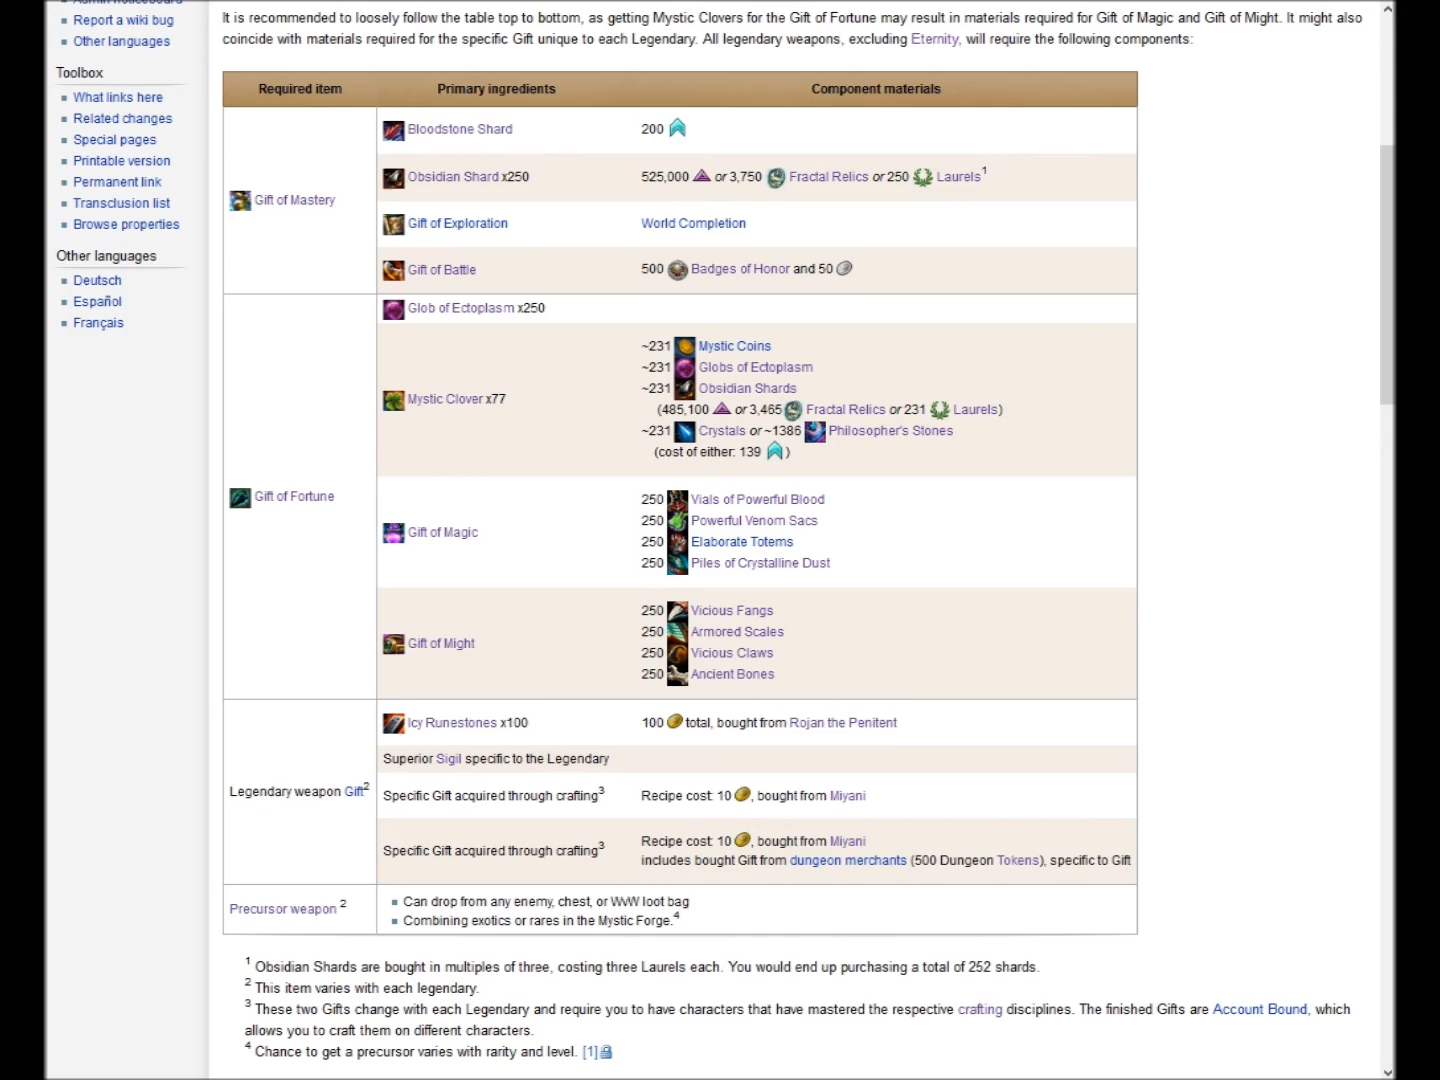 Admin noticeboard
Report a wiki bug
Other languages
Toolbox
What links here
Related changes
Special pages
Printable version
Permanent link
Transclusion list
Browse properties
Other languages
Deutsch
Español
Français
It is recommended to loosely follow the table top to bottom, as getting Mystic Clovers for the Gift of Fortune may result in materials required for Gift of Magic and Gift of Might. It might also
coincide with materials required for the specific Gift unique to each Legendary. All legendary weapons, excluding Eternity, will require the following components:
Required item Primary ingredients Component materials
Gift of Mastery
Bloodstone Shard 200
Obsidian Shard x250 525,000 or 3,750 Fractal Relics or 250 Laurels1
Gift of Exploration World Completion
Gift of Battle 500 Badges of Honor and 50
Gift of Fortune
Glob of Ectoplasm x250
Mystic Clover x77
~231 Mystic Coins
~231 Globs of Ectoplasm
~231 Obsidian Shards
(485,100 or 3,465 Fractal Relics or 231 Laurels)
~231 Crystals or ~1386 Philosopher's Stones
(cost of either: 139 )
Gift of Magic
250 Vials of Powerful Blood
250 Powerful Venom Sacs
250 Elaborate Totems
250 Piles of Crystalline Dust
Gift of Might
250 Vicious Fangs
250 Armored Scales
250 Vicious Claws
250 Ancient Bones
Legendary weapon Gift2
Icy Runestones x100 100 total, bought from Rojan the Penitent
Superior Sigil specific to the Legendary
Specific Gift acquired through crafting3 Recipe cost: 10 , bought from Miyani
Specific Gift acquired through crafting3
Recipe cost: 10 , bought from Miyani
includes bought Gift from dungeon merchants (500 Dungeon Tokens), specific to Gift
Precursor weapon 2
Can drop from any enemy, chest, or WvW loot bag
Combining exotics or rares in the Mystic Forge.4
1 Obsidian Shards are bought in multiples of three, costing three Laurels each. You would end up purchasing a total of 252 shards.
2 This item varies with each legendary.
3 These two Gifts change with each Legendary and require you to have characters that have mastered the respective crafting disciplines. The finished Gifts are Account Bound, which
allows you to craft them on different characters.
4 Chance to get a precursor varies with rarity and level. [1]